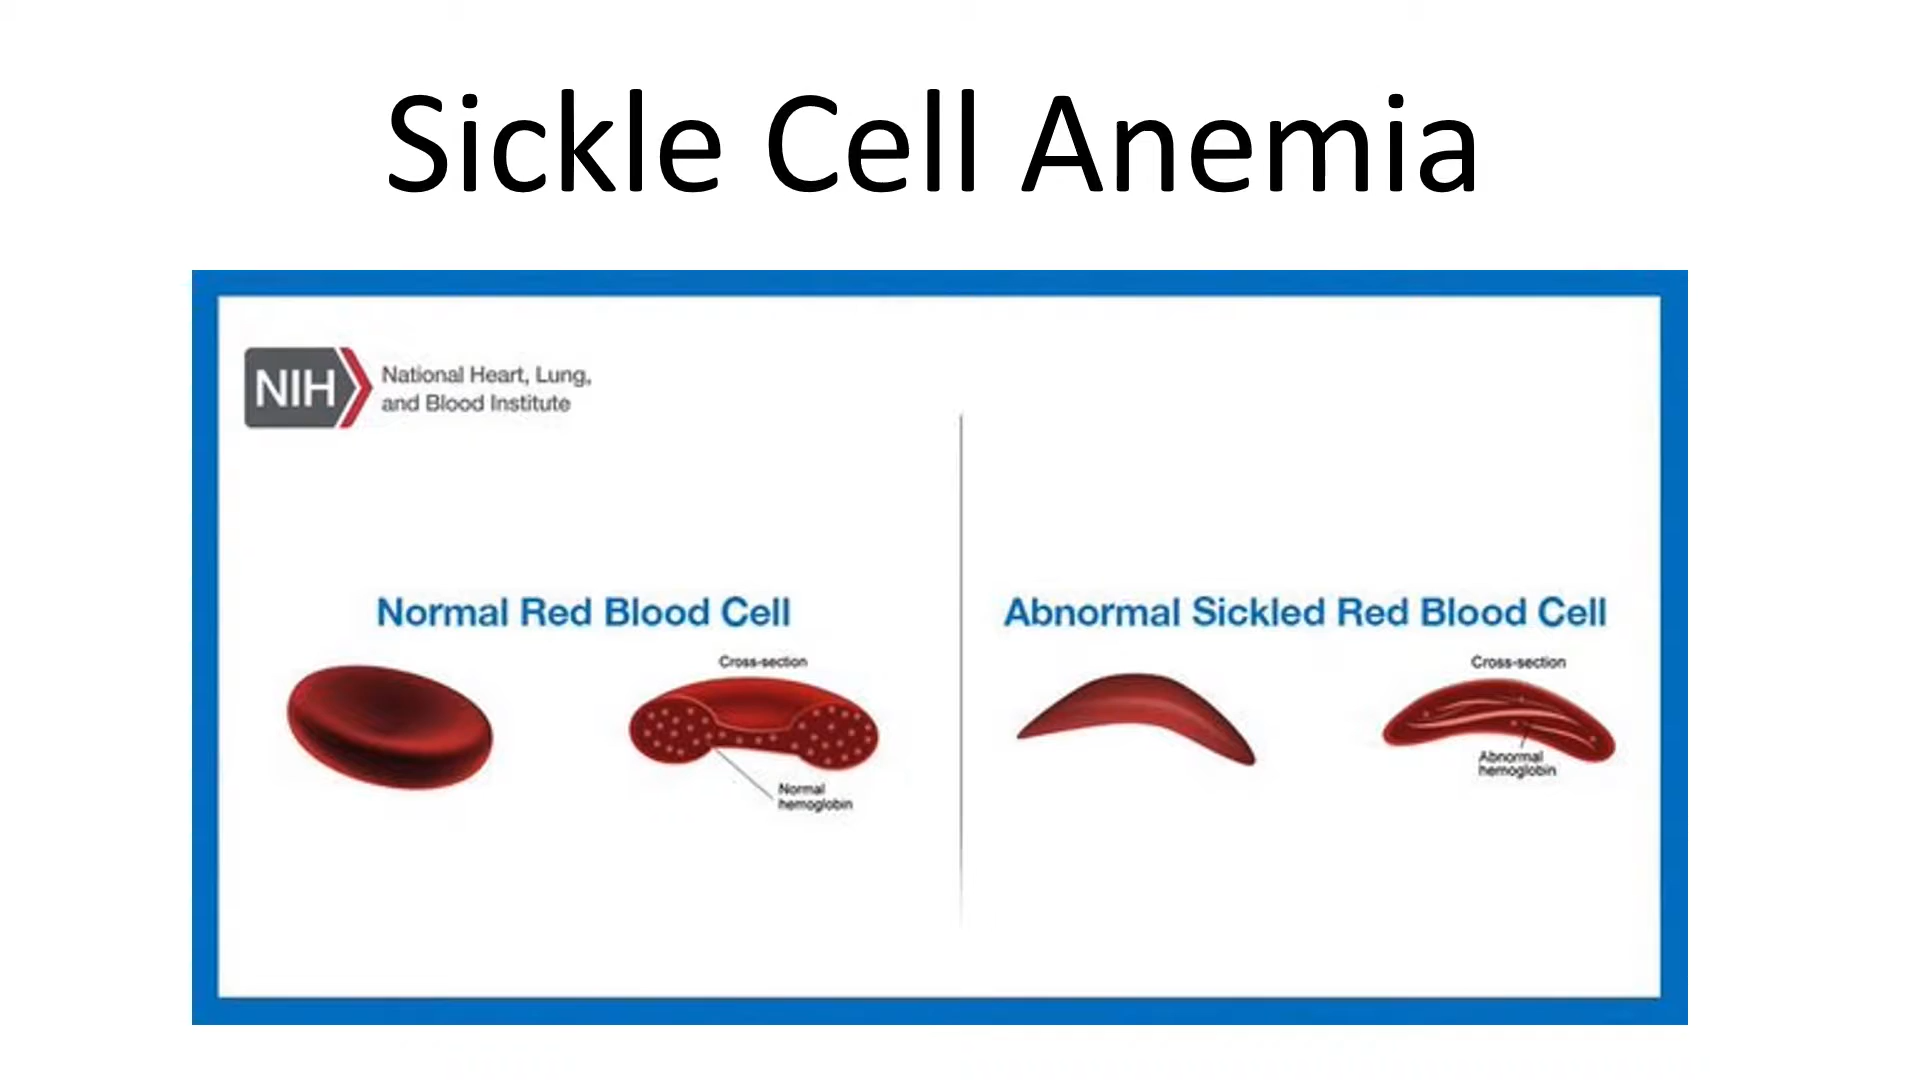 Sickle Cell Anemia
NIH
National Heart, Lung,
and Blood Institute
Normal Red Blood Cell
Cross-section
Normal
hemoglobin
Abnormal Sickled Red Blood Cell
Cross-section
Abnormal
hemoglobin